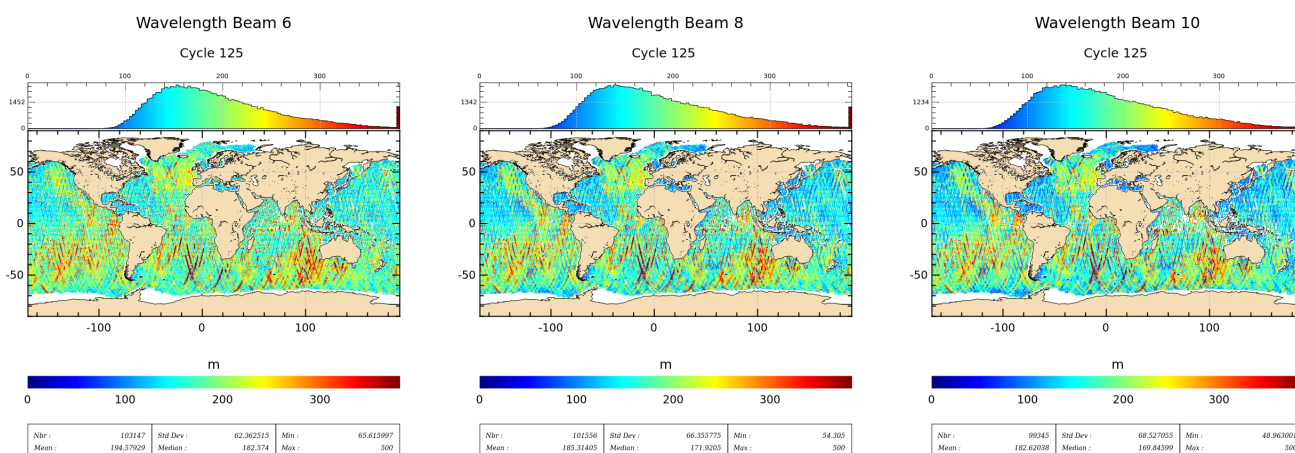 Wavelength Beam 6
Cycle 125
0 100 200 300
1452
0
50
0
-50
-100 0 100
m
0 100 200 300
Nbr : 103147 Std Dev : 62.362515 Min : 65.615997
Mean : 194.57929 Median : 182.574 Max : 500
Wavelength Beam 8
Cycle 125
0 100 200 300
1342
0
50
0
-50
-100 0 100
m
0 100 200 300
Nbr : 101556 Std Dev : 66.355775 Min : 54.305
Mean : 185.31405 Median : 171.9205 Max : 500
Wavelength Beam 10
Cycle 125
0 100 200 300
1234
0
50
0
-50
-100 0 100
m
0 100 200 300
Nbr : 99345 Std Dev : 68.527055 Min : 48.963001
Mean : 182.62038 Median : 169.84599 Max : 500